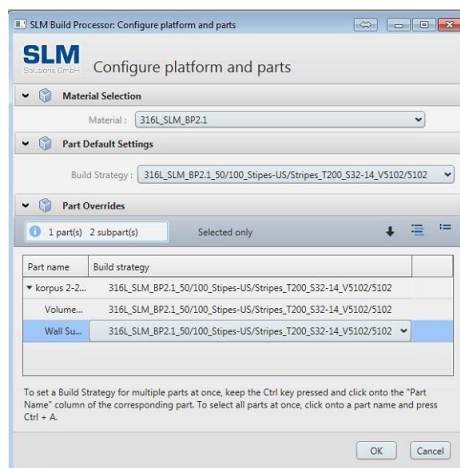 SLM Build Processor: Configure platform and parts
SLM
Solutions GmbH
Configure platform and parts
Material Selection
Material : 316L_SLM_BP2.1
Part Default Settings
Build Strategy : 316L_SLM_BP2.1_50/100_Stipes-US/Stripes_T200_S32-14_V5102/5102
Part Overrides
1 part(s) 2 subpart(s) Selected only
Part name Build strategy
korpus 2-2... 316L_SLM_BP2.1_50/100_Stipes-US/Stripes_T200_S32-14_V5102/5102
Volume... 316L_SLM_BP2.1_50/100_Stipes-US/Stripes_T200_S32-14_V5102/5102
Wall Su... 316L_SLM_BP2.1_50/100_Stipes-US/Stripes_T200_S32-14_V5102/5102
To set a Build Strategy for multiple parts at once, keep the Ctrl key pressed and click onto the "Part
Name" column of the corresponding part. To select all parts at once, click onto a part name and press
Ctrl + A.
OK Cancel